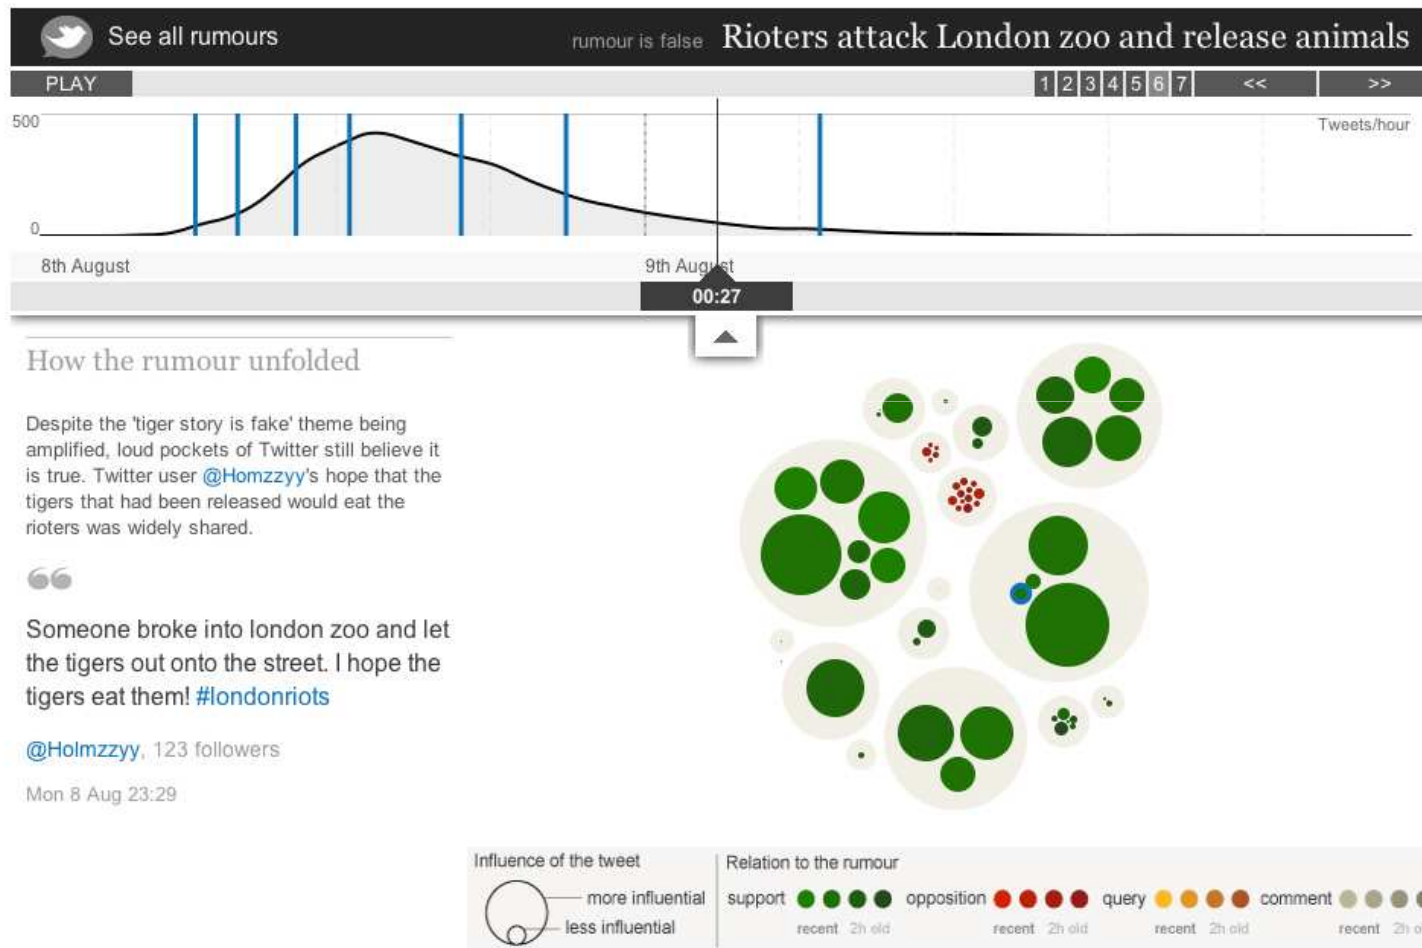 See all rumours
rumour is false Rioters attack London zoo and release animals
PLAY
1 2 3 4 5 6 7 << >>
500
Tweets/hour
0
8th August
9th August
00:27
How the rumour unfolded
Despite the 'tiger story is fake' theme being
amplified, loud pockets of Twitter still believe it
is true. Twitter user @Homzzyy's hope that the
tigers that had been released would eat the
rioters was widely shared.
Someone broke into london zoo and let
the tigers out onto the street. I hope the
tigers eat them! #londonriots
@Holmzzyy, 123 followers
Mon 8 Aug 23:29
Influence of the tweet
more influential
less influential
Relation to the rumour
support opposition query comment
recent 2h old recent 2h old recent 2h old recent 2h o